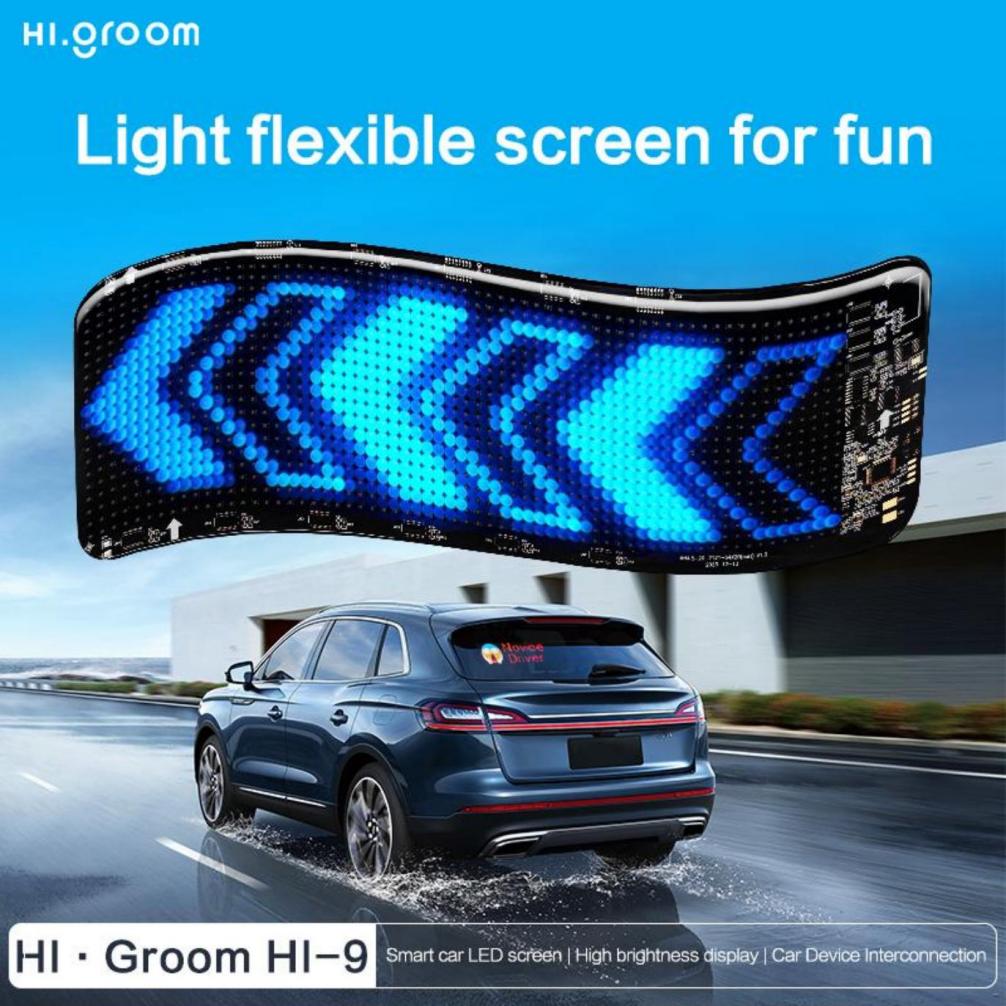 HI.groom
Light flexible screen for fun
Novice
Driver
HI · Groom HI-9
Smart car LED screen | High brightness display | Car Device Interconnection